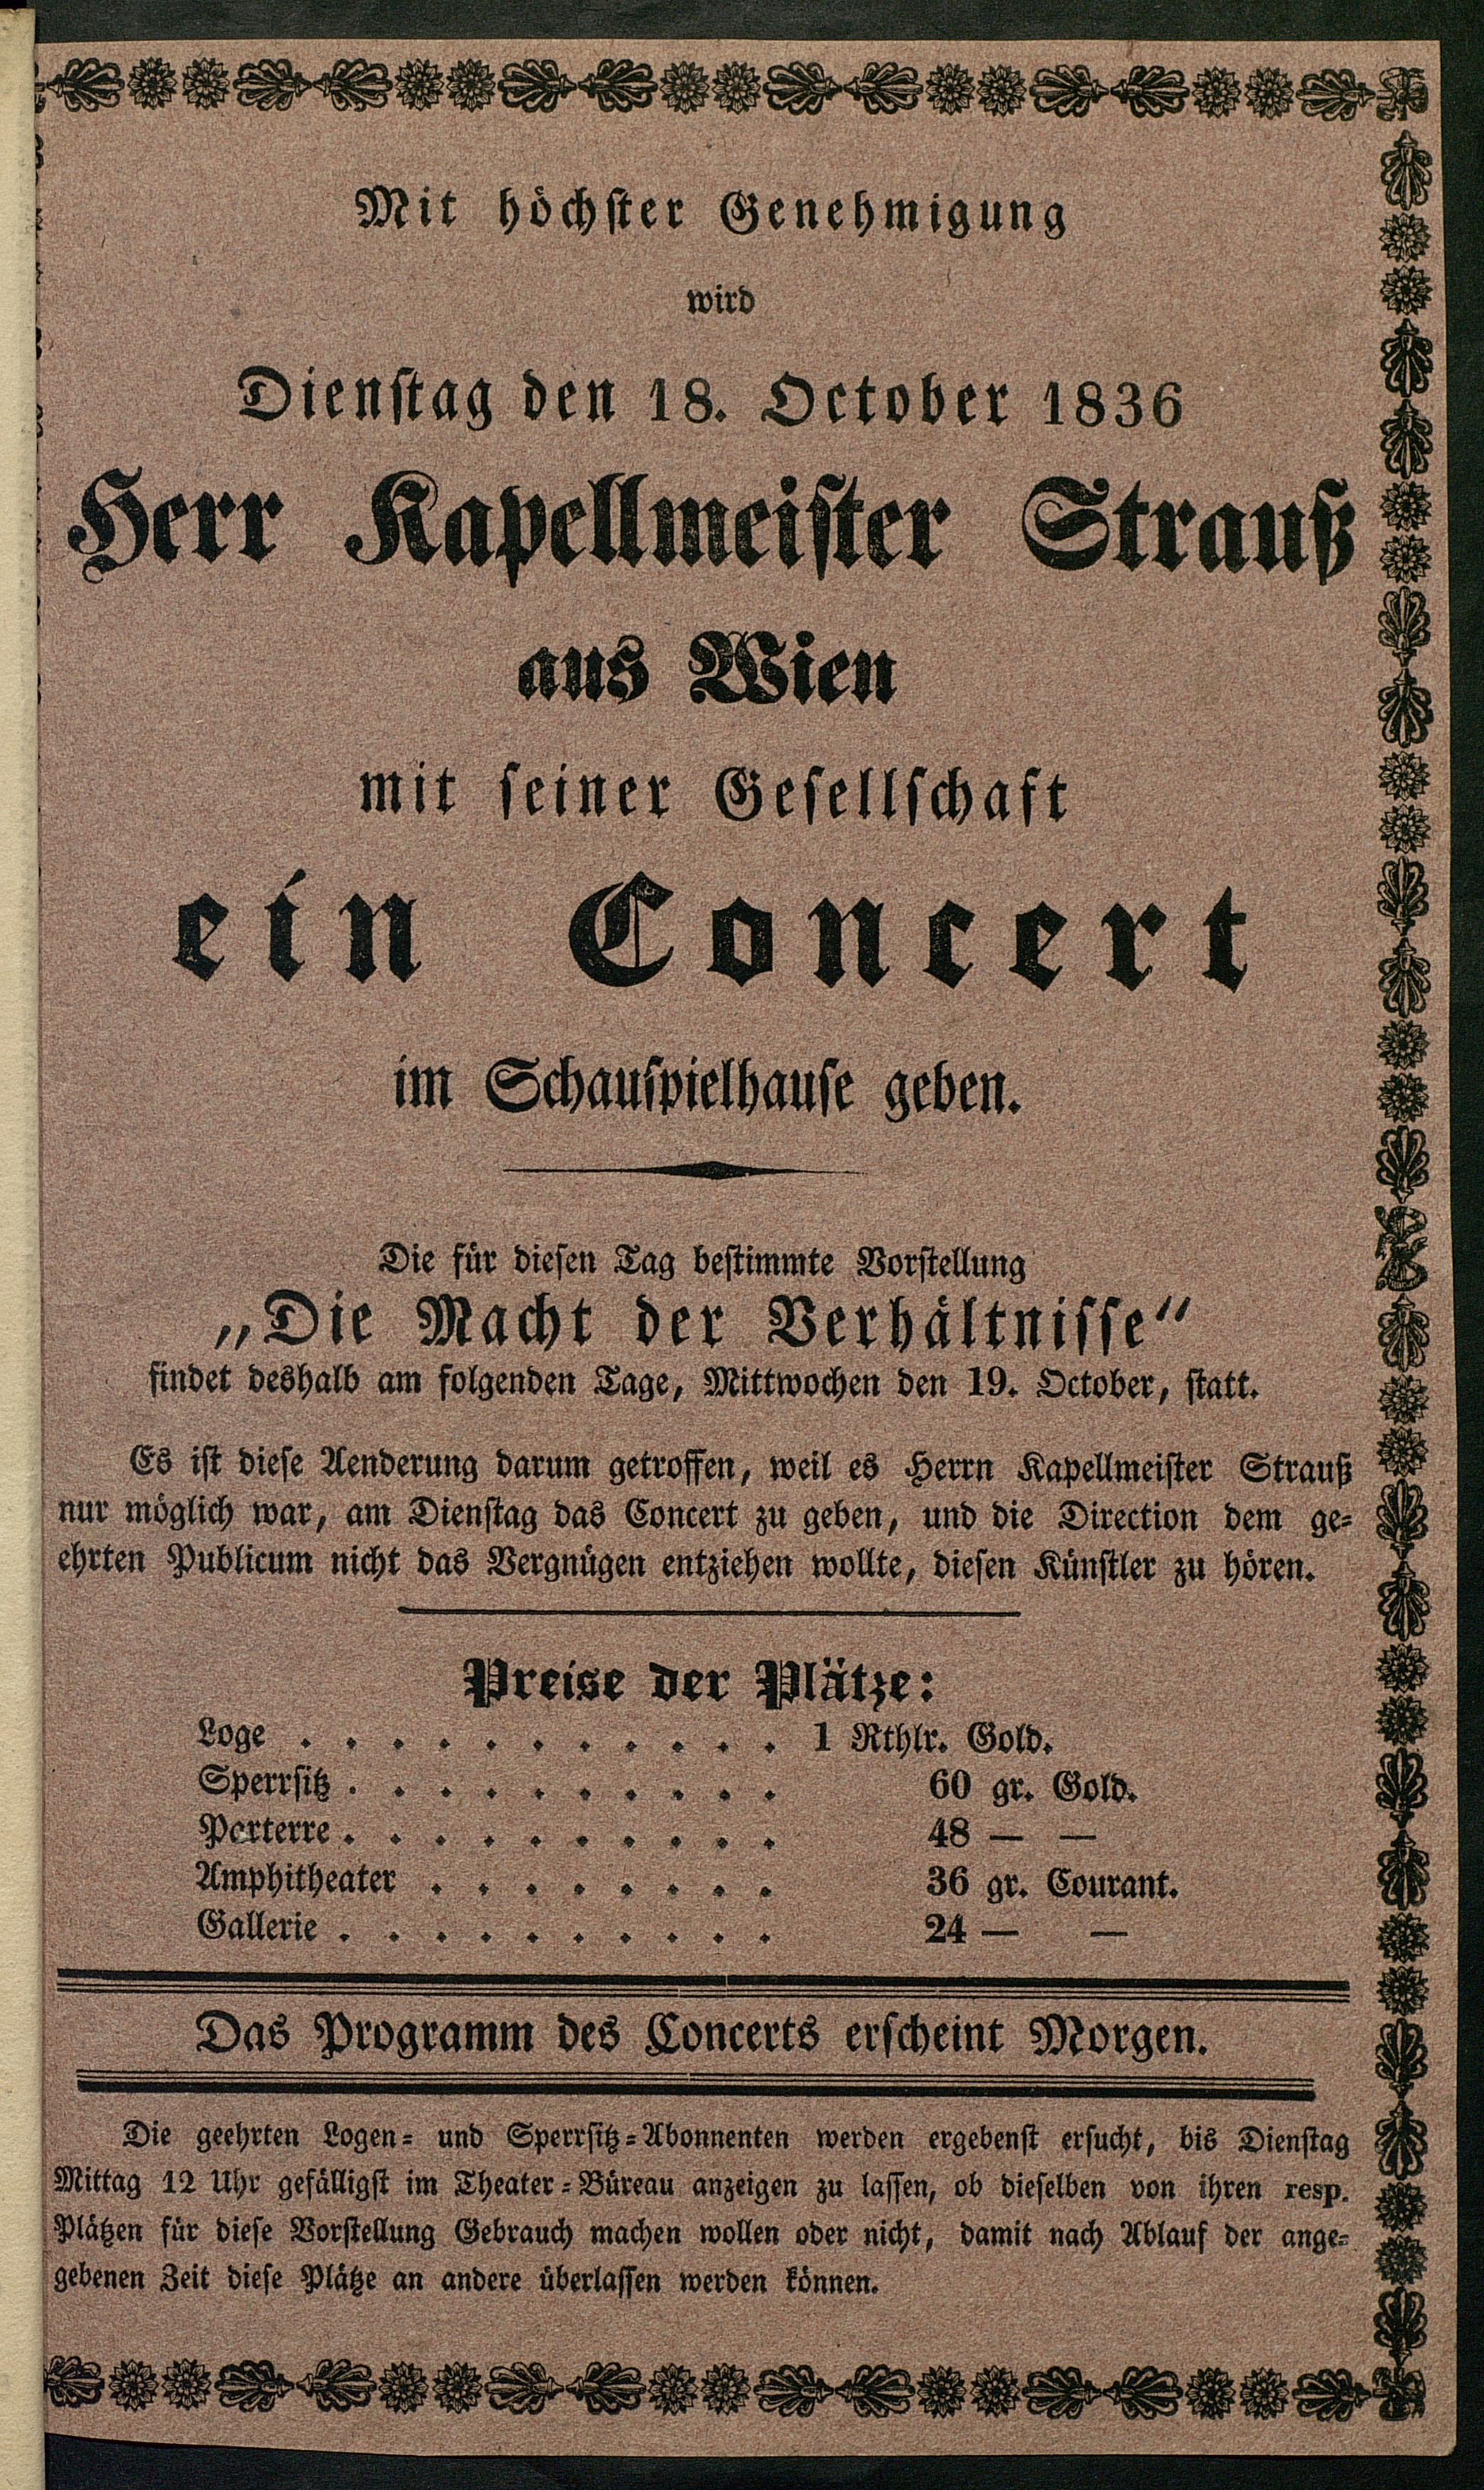 Mit höchster Genehmigung
wird
Dienstag den 18. October 1836
Herr Kapellmeister Strauß
aus Wien
mit seiner Gesellschaft
ein Concert
im Schauspielhause geben.
Die für diesen Tag bestimmte Vorstellung
„Die Macht der Verhältnisse“
findet deshalb am folgenden Tage, Mittwochen den 19. October, statt.
Es ist diese Aenderung darum getroffen, weil es Herrn Kapellmeister Strauß
nur möglich war, am Dienstag das Concert zu geben, und die Direction dem ge-
ehrten Publicum nicht das Vergnügen entziehen wollte, diesen Künstler zu hören.
Preise der Plätze:
Loge . . . . . . . . . . . 1 Rthlr. Gold.
Sperrsitz . . . . . . . . . . 60 gr. Gold.
Parterre . . . . . . . . . . 48 — —
Amphitheater . . . . . . . . 36 gr. Courant.
Gallerie . . . . . . . . . . 24 — —
Das Programm des Concerts erscheint Morgen.
Die geehrten Logen- und Sperrsitz-Abonnenten werden ergebenst ersucht, bis Dienstag
Mittag 12 Uhr gefälligst im Theater-Büreau anzeigen zu lassen, ob dieselben von ihren resp.
Plätzen für diese Vorstellung Gebrauch machen wollen oder nicht, damit nach Ablauf der ange-
gebenen Zeit diese Plätze an andere überlassen werden können.